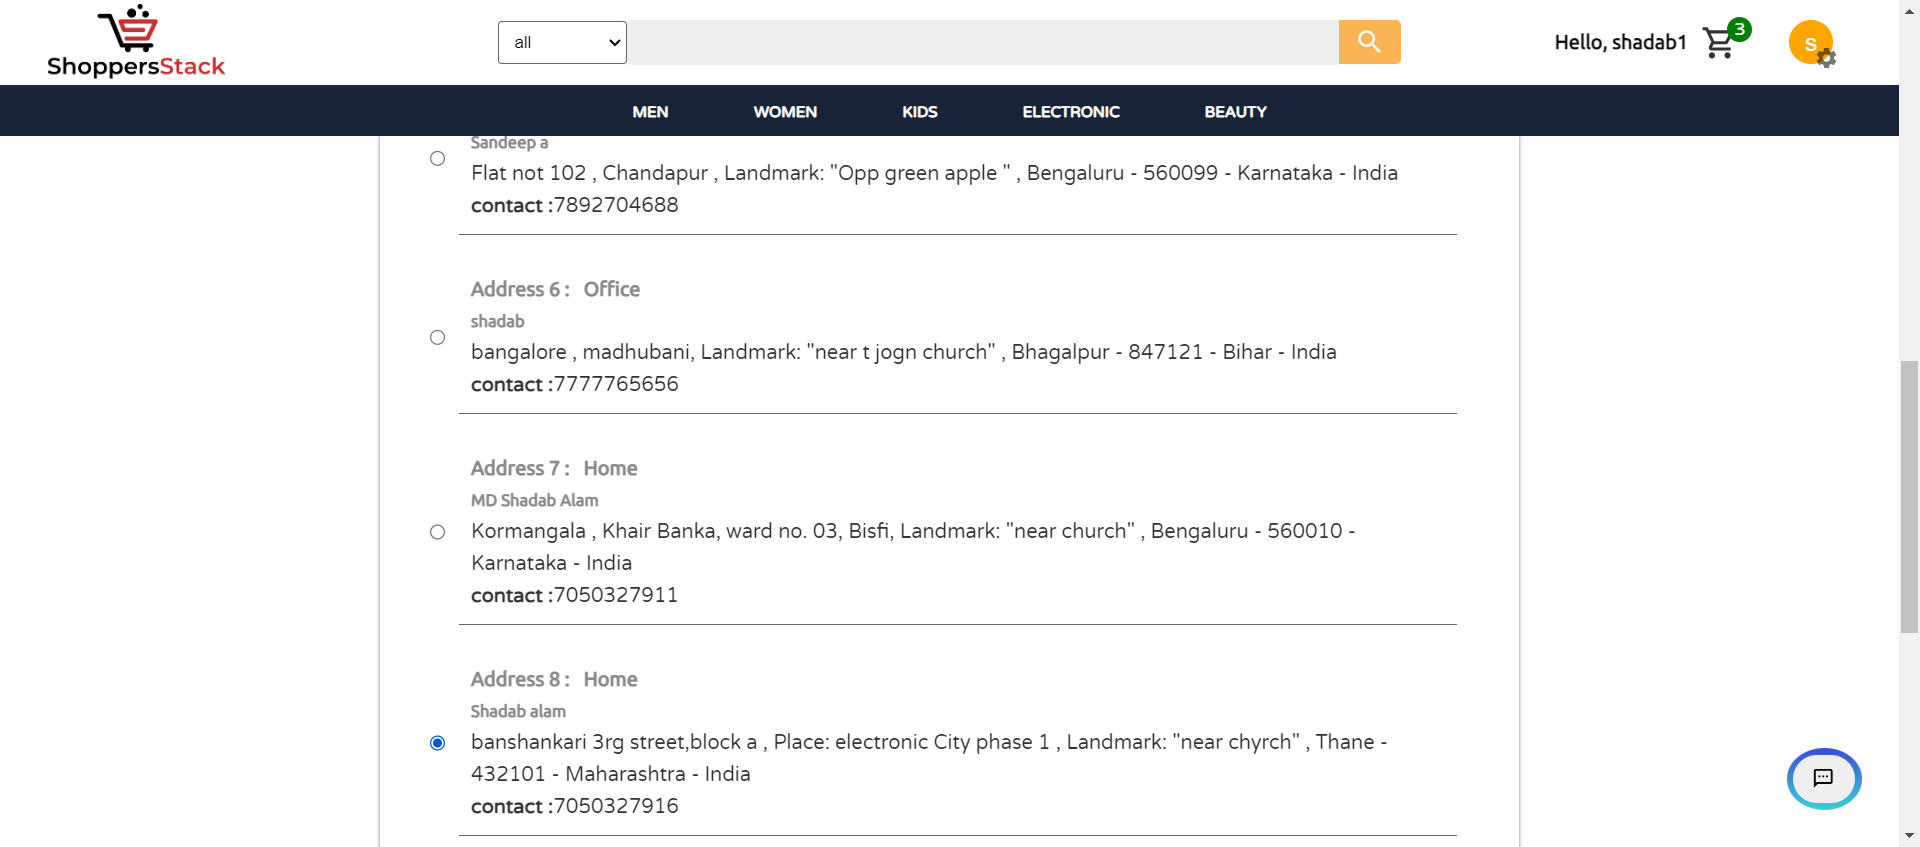 ShoppersStack
all
Hello, shadab1
3
S
MEN WOMEN KIDS ELECTRONIC BEAUTY
Sandeep a
Flat not 102 , Chandapur , Landmark: "Opp green apple " , Bengaluru - 560099 - Karnataka - India
contact :7892704688
Address 6 : Office
shadab
bangalore , madhubani, Landmark: "near t jogn church" , Bhagalpur - 847121 - Bihar - India
contact :7777765656
Address 7 : Home
MD Shadab Alam
Kormangala , Khair Banka, ward no. 03, Bisfi, Landmark: "near church" , Bengaluru - 560010 -
Karnataka - India
contact :7050327911
Address 8 : Home
Shadab alam
banshankari 3rg street,block a , Place: electronic City phase 1 , Landmark: "near chyrch" , Thane -
432101 - Maharashtra - India
contact :7050327916